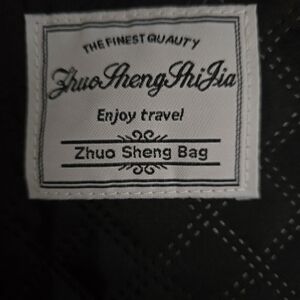 THE FINEST QUAUTY
ZhuoShengShiJia
Enjoy travel
Zhuo Sheng Bag